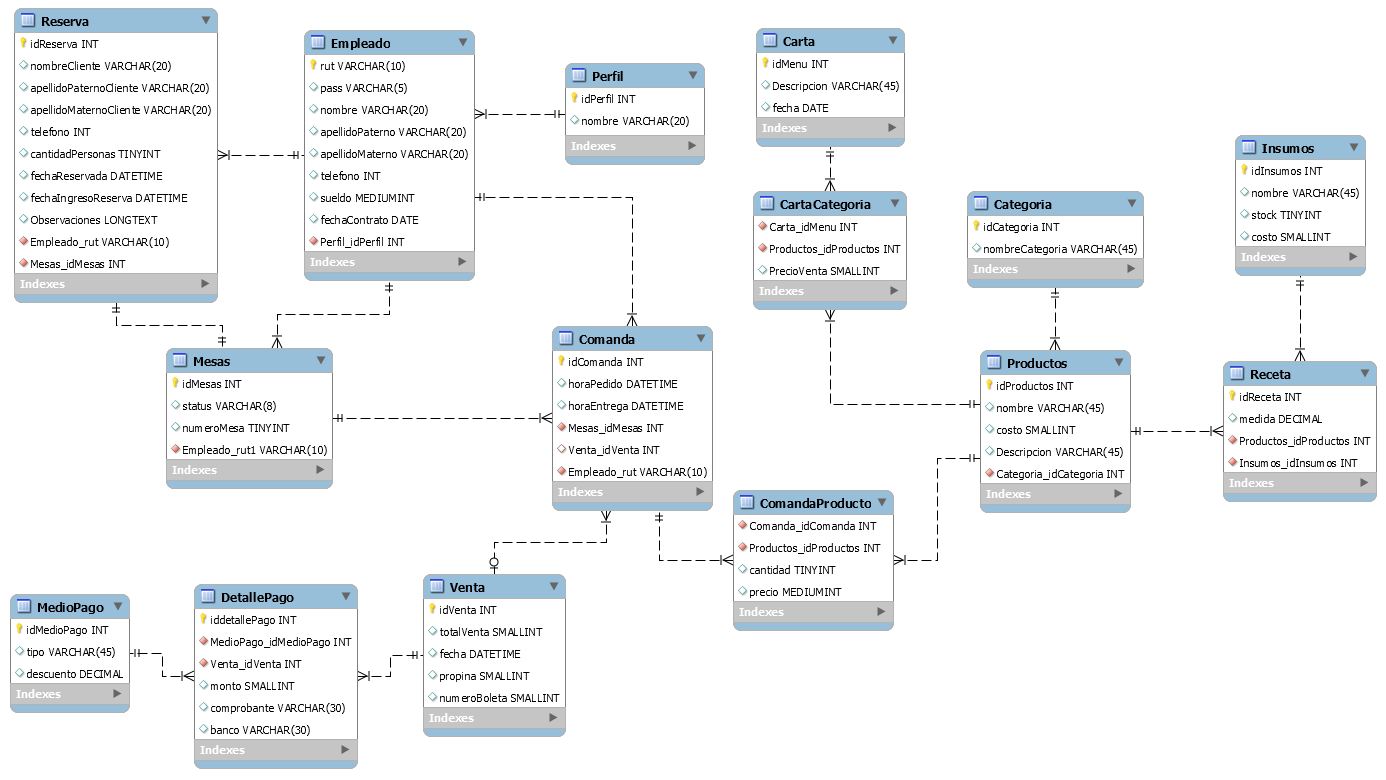 Reserva
idReserva INT
nombreCliente VARCHAR(20)
apellidoPaternoCliente VARCHAR(20)
apellidoMaternoCliente VARCHAR(20)
telefono INT
cantidadPersonas TINYINT
fechaReservada DATETIME
fechaIngresoReserva DATETIME
Observaciones LONGTEXT
Empleado_rut VARCHAR(10)
Mesas_idMesas INT
Indexes
Empleado
rut VARCHAR(10)
pass VARCHAR(5)
nombre VARCHAR(20)
apellidoPaterno VARCHAR(20)
apellidoMaterno VARCHAR(20)
telefono INT
sueldo MEDIUMINT
fechaContrato DATE
Perfil_idPerfil INT
Indexes
Perfil
idPerfil INT
nombre VARCHAR(20)
Indexes
Carta
idMenu INT
Descripcion VARCHAR(45)
fecha DATE
Indexes
CartaCategoria
Carta_idMenu INT
Productos_idProductos INT
PrecioVenta SMALLINT
Indexes
Categoria
idCategoria INT
nombreCategoria VARCHAR(45)
Indexes
Insumos
idInsumos INT
nombre VARCHAR(45)
stock TINYINT
costo SMALLINT
Indexes
Mesas
idMesas INT
status VARCHAR(8)
numeroMesa TINYINT
Empleado_rut1 VARCHAR(10)
Indexes
Comanda
idComanda INT
horaPedido DATETIME
horaEntrega DATETIME
Mesas_idMesas INT
Venta_idVenta INT
Empleado_rut VARCHAR(10)
Indexes
Productos
idProductos INT
nombre VARCHAR(45)
costo SMALLINT
Descripcion VARCHAR(45)
Categoria_idCategoria INT
Indexes
Receta
idReceta INT
medida DECIMAL
Productos_idProductos INT
Insumos_idInsumos INT
Indexes
ComandaProducto
Comanda_idComanda INT
Productos_idProductos INT
cantidad TINYINT
precio MEDIUMINT
Indexes
MedioPago
idMedioPago INT
tipo VARCHAR(45)
descuento DECIMAL
Indexes
DetallePago
iddetallePago INT
MedioPago_idMedioPago INT
Venta_idVenta INT
monto SMALLINT
comprobante VARCHAR(30)
banco VARCHAR(30)
Indexes
Venta
idVenta INT
totalVenta SMALLINT
fecha DATETIME
propina SMALLINT
numeroBoleta SMALLINT
Indexes